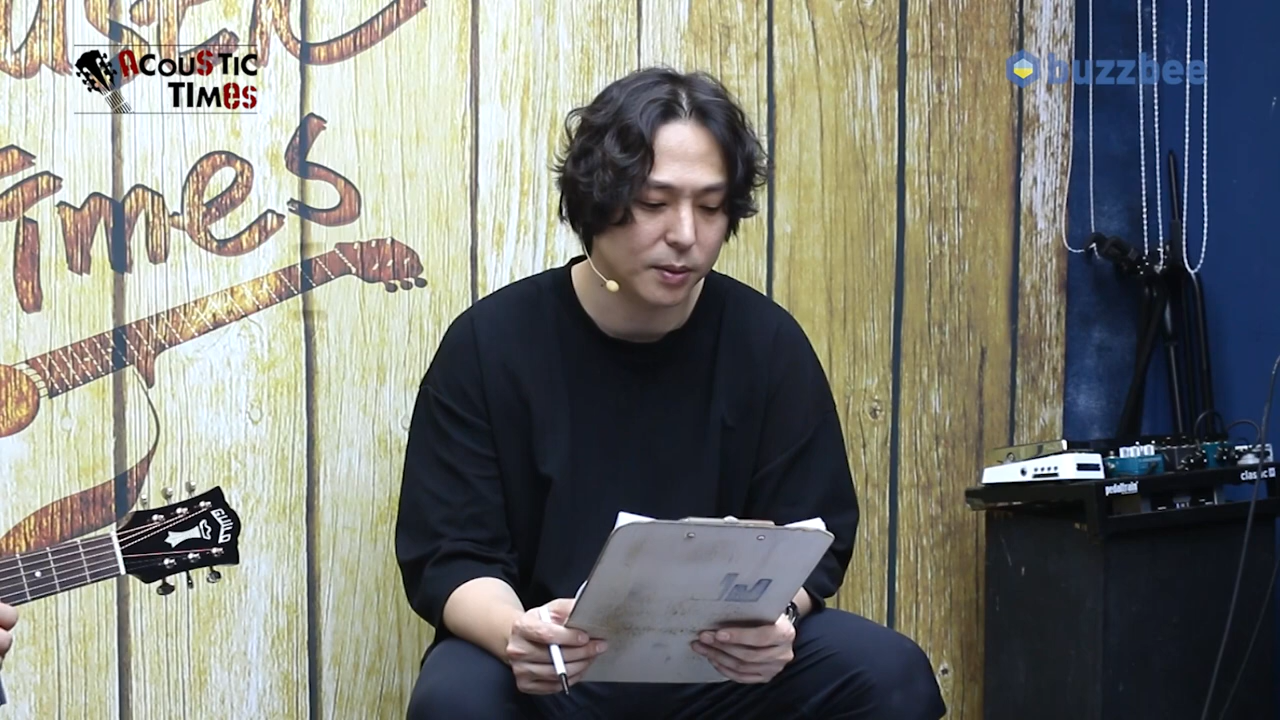 ACOUSTIC
TIMES
buzzbee
Times
GUILD
pedaltrain
classic